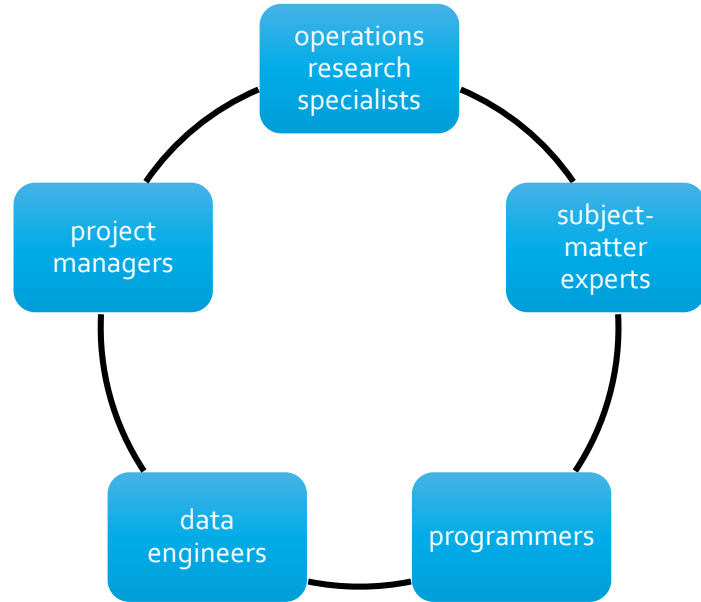 operations
research
specialists
subject-
matter
experts
programmers
data
engineers
project
managers